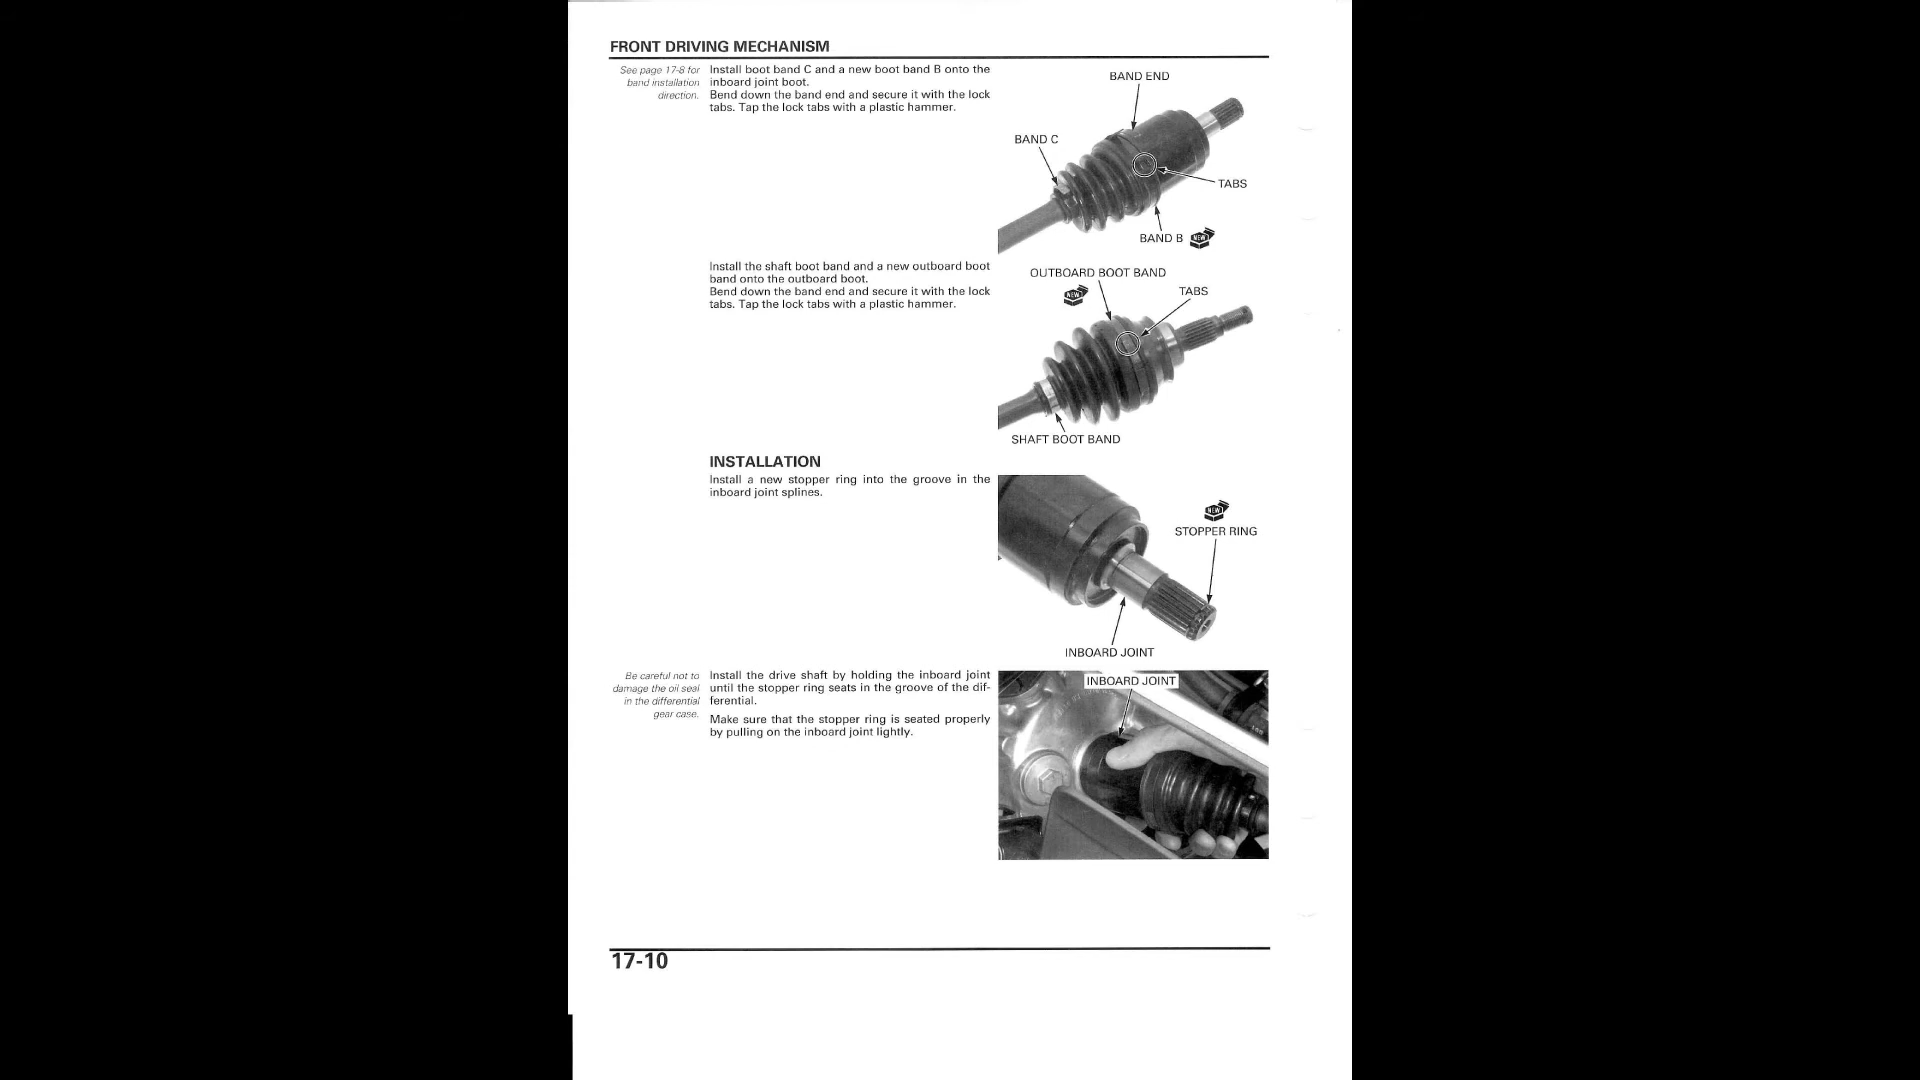 FRONT DRIVING MECHANISM
See page 17-8 for
band installation
direction.
Install boot band C and a new boot band B onto the
inboard joint boot.
Bend down the band end and secure it with the lock
tabs. Tap the lock tabs with a plastic hammer.
BAND END
BAND C
TABS
BAND B
NEW
Install the shaft boot band and a new outboard boot
band onto the outboard boot.
Bend down the band end and secure it with the lock
tabs. Tap the lock tabs with a plastic hammer.
OUTBOARD BOOT BAND
NEW
TABS
SHAFT BOOT BAND
INSTALLATION
Install a new stopper ring into the groove in the
inboard joint splines.
NEW
STOPPER RING
INBOARD JOINT
Be careful not to
damage the oil seal
in the differential
gear case.
Install the drive shaft by holding the inboard joint
until the stopper ring seats in the groove of the dif-
ferential.
Make sure that the stopper ring is seated properly
by pulling on the inboard joint lightly.
INBOARD JOINT
17-10